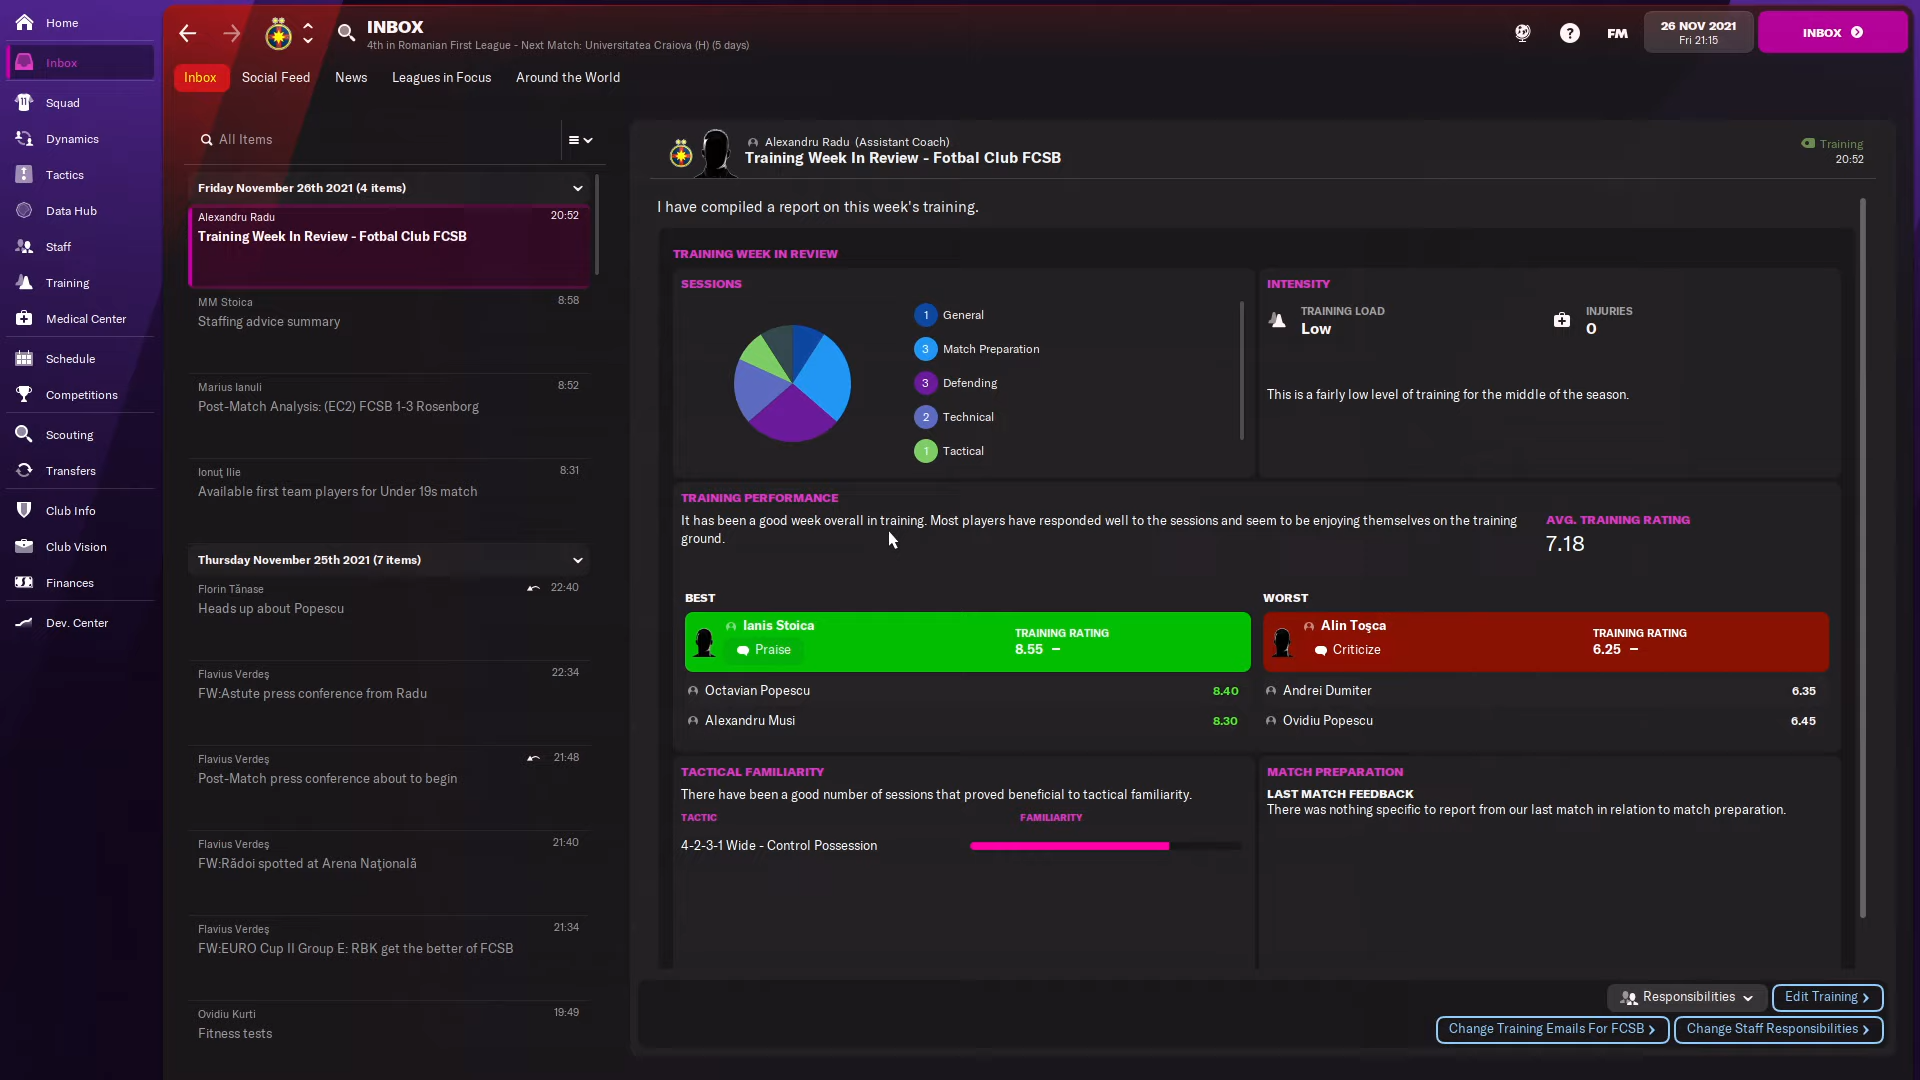 Home
Inbox
Squad
Dynamics
Tactics
Data Hub
Staff
Training
Medical Center
Schedule
Competitions
Scouting
Transfers
Club Info
Club Vision
Finances
Dev. Center
INBOX
4th in Romanian First League - Next Match: Universitatea Craiova (H) (5 days)
FM
26 NOV 2021
Fri 21:15
INBOX
Inbox Social Feed News Leagues in Focus Around the World
All Items
Friday November 26th 2021 (4 items)
Alexandru Radu 20:52
Training Week In Review - Fotbal Club FCSB
MM Stoica 8:58
Staffing advice summary
Marius Ianuli 8:52
Post-Match Analysis: (EC2) FCSB 1-3 Rosenborg
Ionuț Ilie 8:31
Available first team players for Under 19s match
Thursday November 25th 2021 (7 items)
Florin Tănase 22:40
Heads up about Popescu
Flavius Verdeș 22:34
FW:Astute press conference from Radu
Flavius Verdeș 21:48
Post-Match press conference about to begin
Flavius Verdeș 21:40
FW:Rădoi spotted at Arena Națională
Flavius Verdeș 21:34
FW:EURO Cup II Group E: RBK get the better of FCSB
Ovidiu Kurti 19:49
Fitness tests
Alexandru Radu (Assistant Coach)
Training Week In Review - Fotbal Club FCSB
Training
20:52
I have compiled a report on this week's training.
TRAINING WEEK IN REVIEW
SESSIONS
1 General
3 Match Preparation
3 Defending
2 Technical
1 Tactical
INTENSITY
TRAINING LOAD
Low
INJURIES
0
This is a fairly low level of training for the middle of the season.
TRAINING PERFORMANCE
It has been a good week overall in training. Most players have responded well to the sessions and seem to be enjoying themselves on the training
ground.
AVG. TRAINING RATING
7.18
BEST
Ianis Stoica
Praise
TRAINING RATING
8.55 –
Octavian Popescu 8.40
Alexandru Musi 8.30
WORST
Alin Toșca
Criticize
TRAINING RATING
6.25 –
Andrei Dumiter 6.35
Ovidiu Popescu 6.45
TACTICAL FAMILIARITY
There have been a good number of sessions that proved beneficial to tactical familiarity.
TACTIC FAMILIARITY
4-2-3-1 Wide - Control Possession
MATCH PREPARATION
LAST MATCH FEEDBACK
There was nothing specific to report from our last match in relation to match preparation.
Responsibilities
Edit Training
Change Training Emails For FCSB
Change Staff Responsibilities